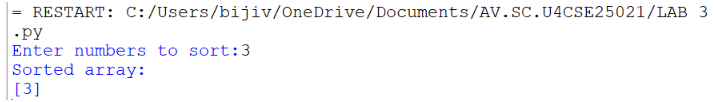 = RESTART: C:/Users/bijiv/OneDrive/Documents/AV.SC.U4CSE25021/LAB 3
.py
Enter numbers to sort:3
Sorted array:
[3]